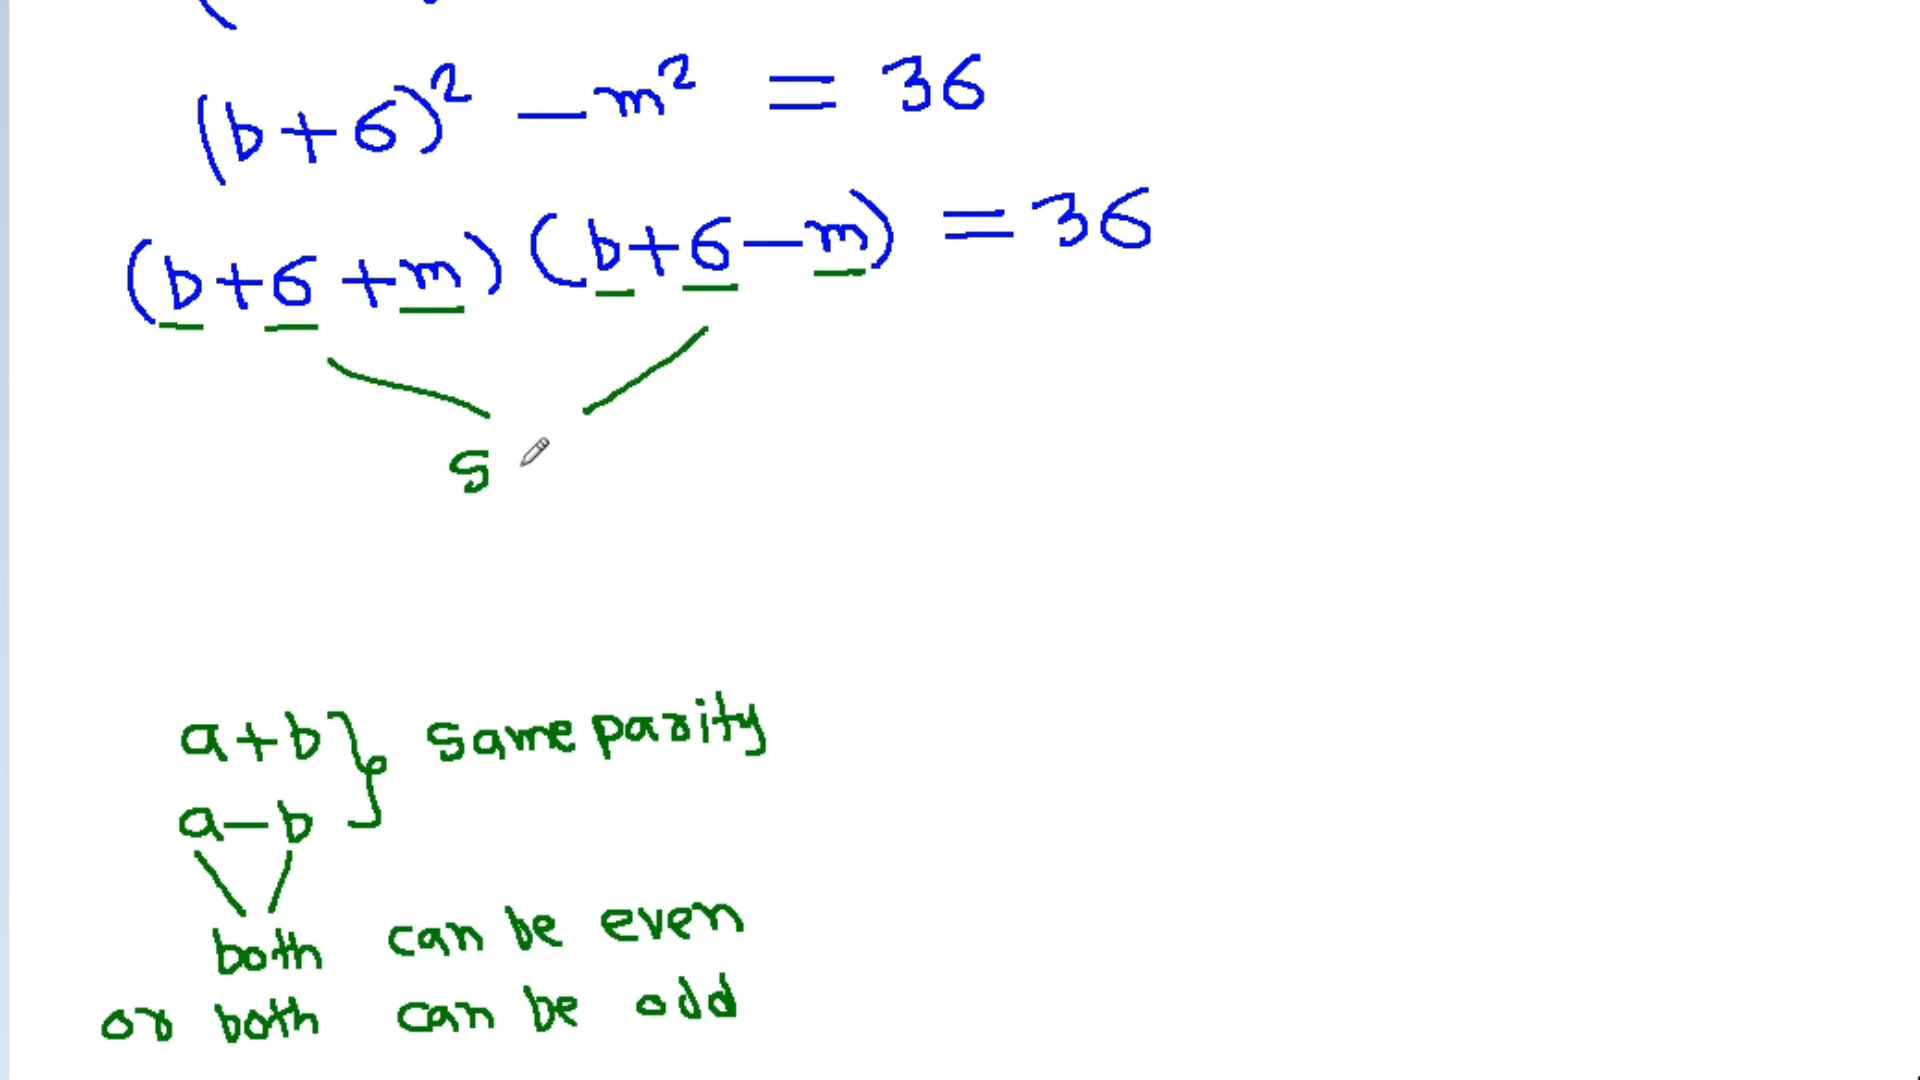 (b+6)² − m² = 36
(b+6+m) (b+6−m) = 36
S
a+b } same parity
a−b
both can be even
or both can be odd